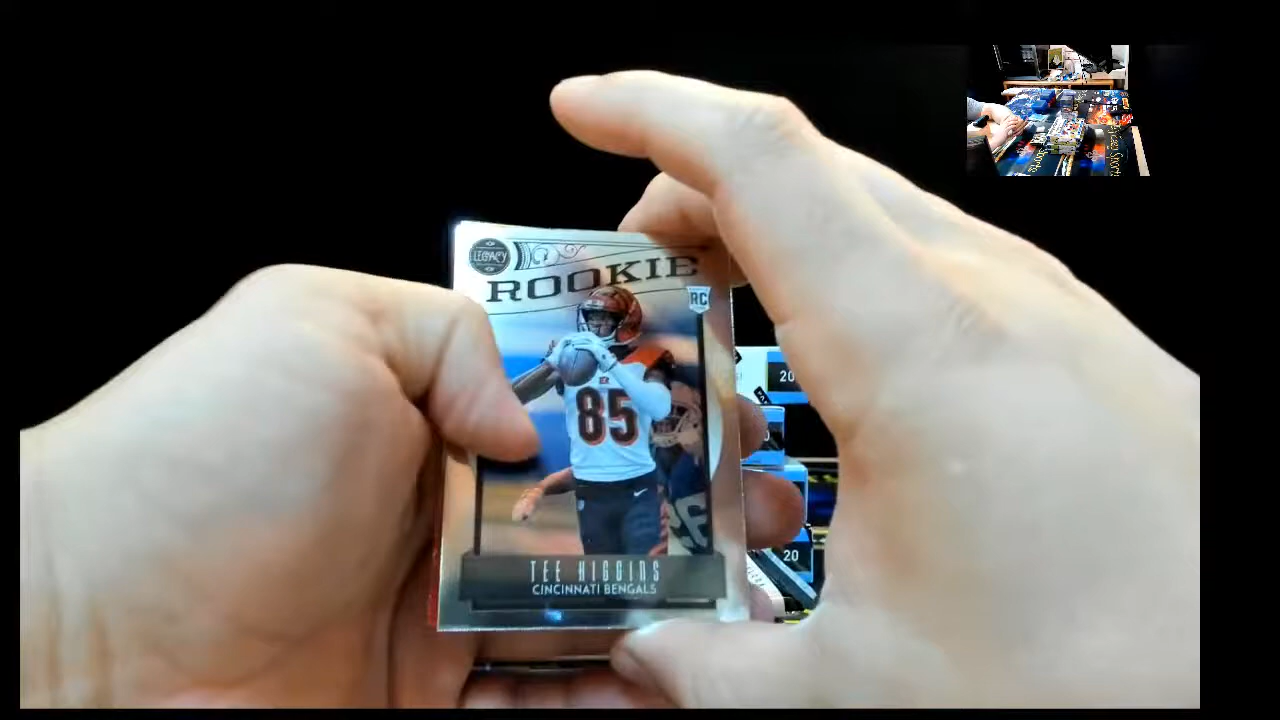 LEGACY
ROOKIE
RC
85
TEE HIGGINS
CINCINNATI BENGALS
20
20